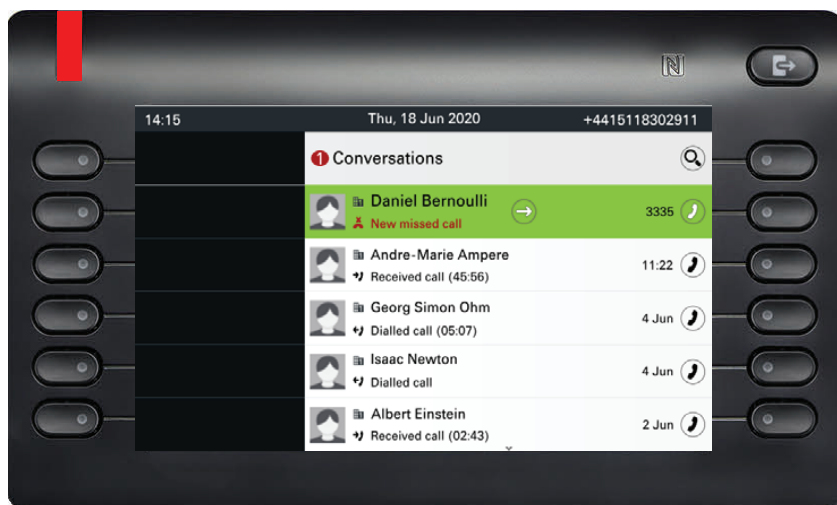 14:15 Thu, 18 Jun 2020 +4415118302911
1 Conversations
Daniel Bernoulli 3335
New missed call
Andre-Marie Ampere 11:22
Received call (45:56)
Georg Simon Ohm 4 Jun
Dialled call (05:07)
Isaac Newton 4 Jun
Dialled call
Albert Einstein 2 Jun
Received call (02:43)